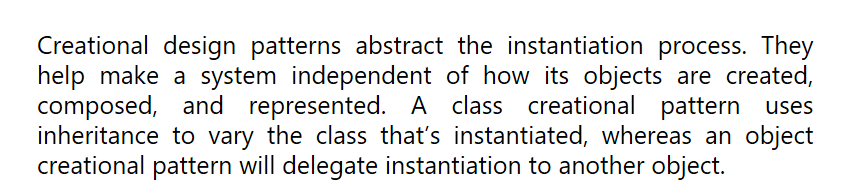 Creational design patterns abstract the instantiation process. They
help make a system independent of how its objects are created,
composed, and represented. A class creational pattern uses
inheritance to vary the class that’s instantiated, whereas an object
creational pattern will delegate instantiation to another object.